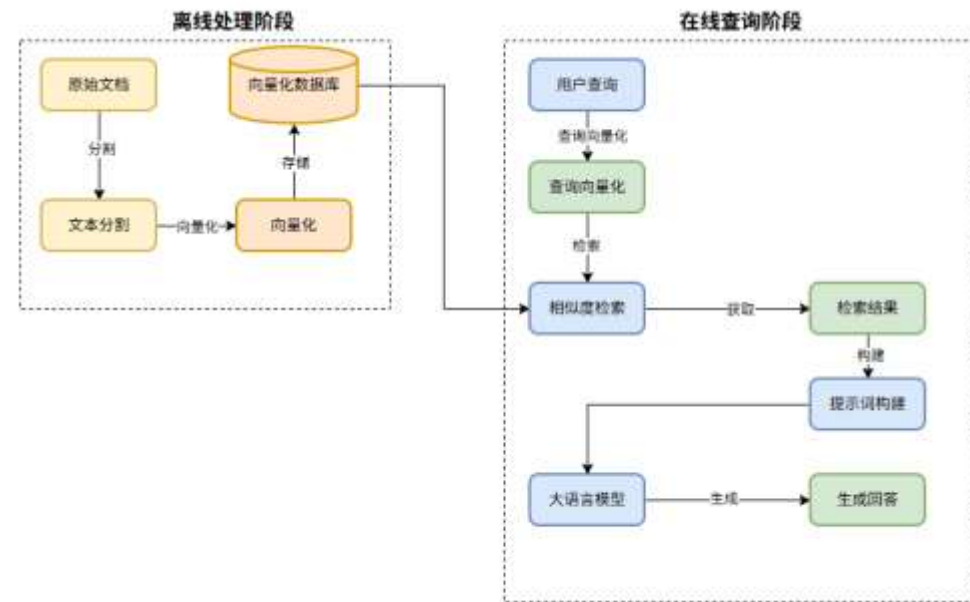 离线处理阶段
原始文档
分割
文本分割
向量化
向量化
存储
向量化数据库
在线查询阶段
用户查询
查询向量化
查询向量化
检索
相似度检索
获取
检索结果
构建
提示词构建
大语言模型
生成
生成回答